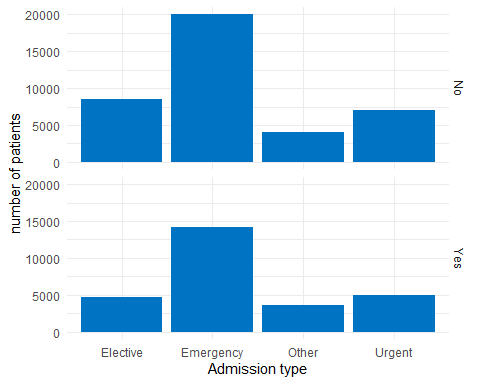 number of patients
20000
15000
10000
5000
0
No
20000
15000
10000
5000
0
Yes
Elective Emergency Other Urgent
Admission type